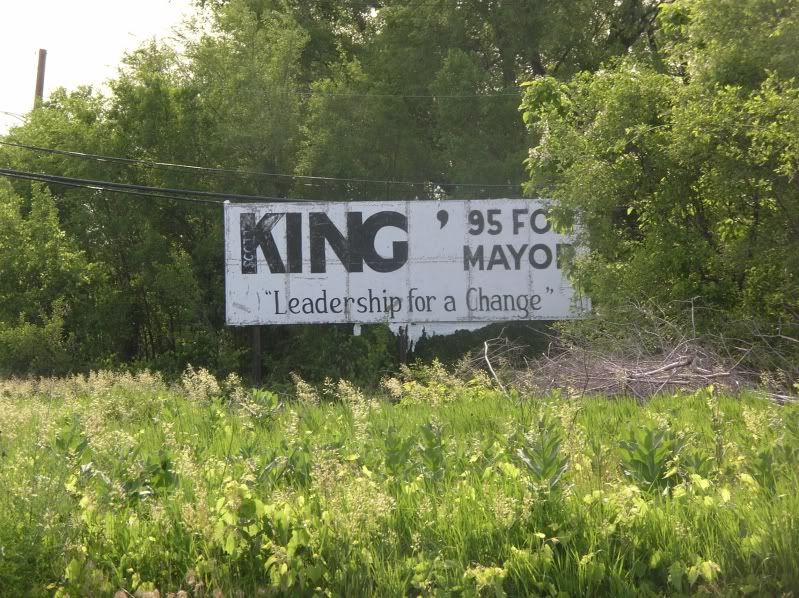 KING '95 FO
MAYOR
"Leadership for a Change"